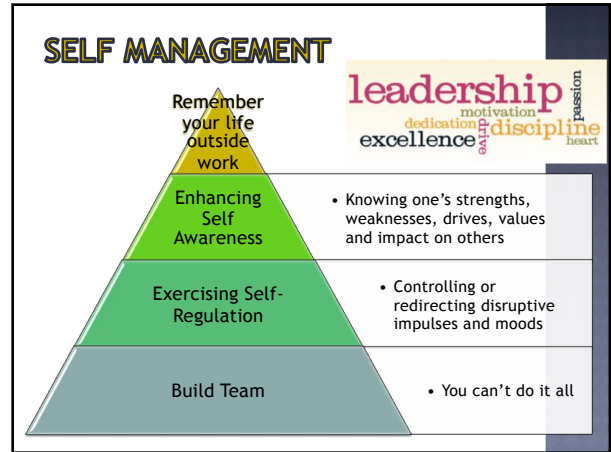 SELF MANAGEMENT
leadership
passion
motivation
dedication
drive
discipline
excellence
heart
Remember
your life
outside
work
Enhancing
Self
Awareness
• Knowing one's strengths,
weaknesses, drives, values
and impact on others
Exercising Self-
Regulation
• Controlling or
redirecting disruptive
impulses and moods
Build Team
• You can't do it all